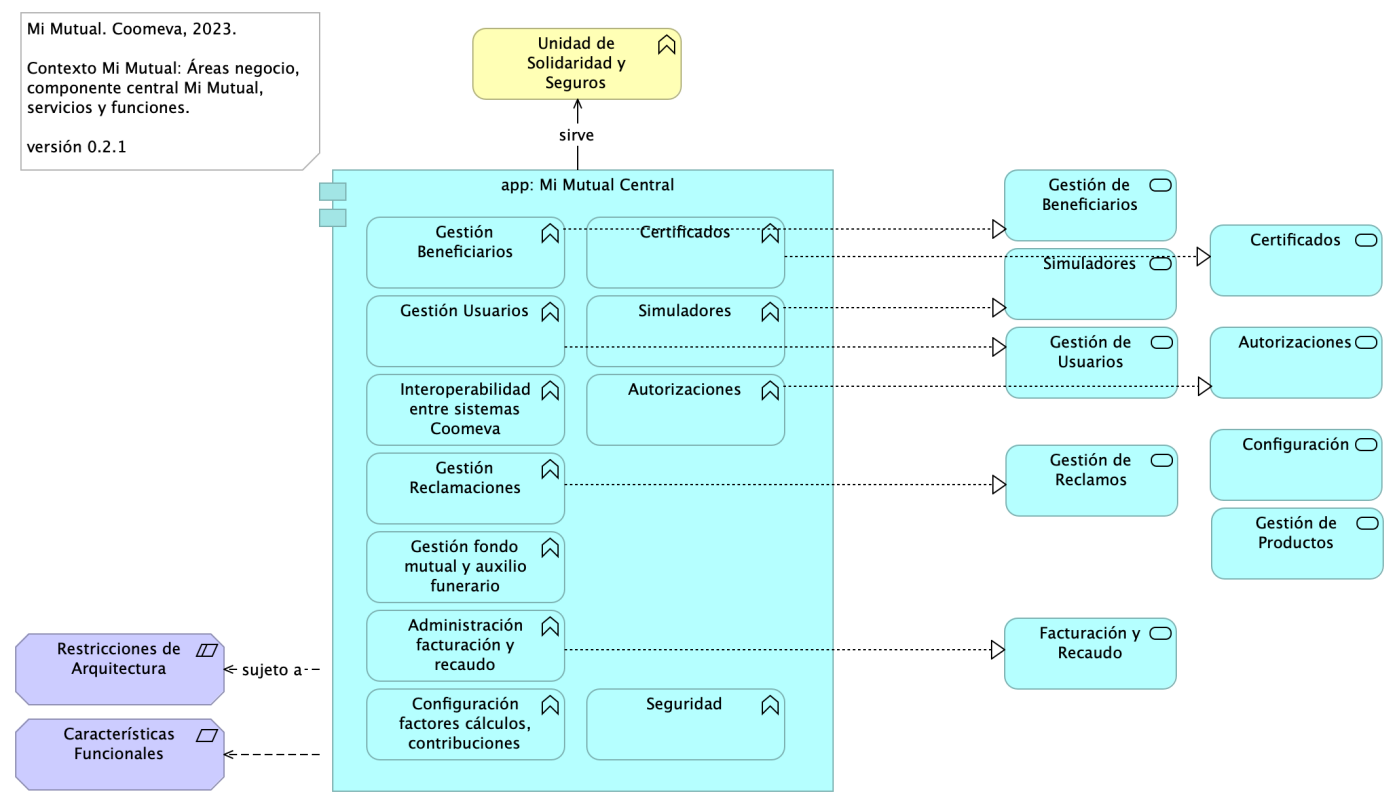 Mi Mutual. Coomeva, 2023.
Contexto Mi Mutual: Áreas negocio,
componente central Mi Mutual,
servicios y funciones.
versión 0.2.1
Unidad de
Solidaridad y
Seguros
sirve
app: Mi Mutual Central
Gestión
Beneficiarios
Certificados
Gestión Usuarios
Simuladores
Interoperabilidad
entre sistemas
Coomeva
Autorizaciones
Gestión
Reclamaciones
Gestión fondo
mutual y auxilio
funerario
Administración
facturación y
recaudo
Configuración
factores cálculos,
contribuciones
Seguridad
Gestión de
Beneficiarios
Certificados
Simuladores
Gestión de
Usuarios
Autorizaciones
Gestión de
Reclamos
Configuración
Gestión de
Productos
Facturación y
Recaudo
Restricciones de
Arquitectura
sujeto a
Características
Funcionales